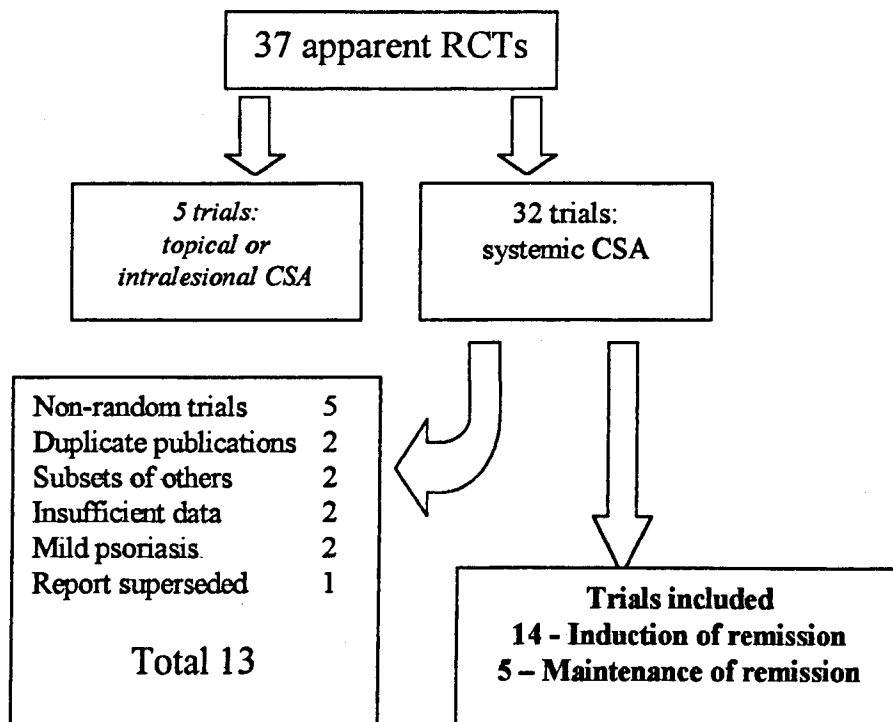 37 apparent RCTs
5 trials:
topical or
intralesional CSA
32 trials:
systemic CSA
Non-random trials 5
Duplicate publications 2
Subsets of others 2
Insufficient data 2
Mild psoriasis 2
Report superseded 1
Total 13
Trials included
14 - Induction of remission
5 – Maintenance of remission